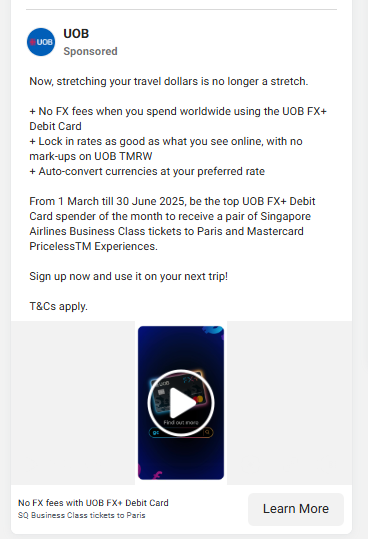 UOB
UOB
Sponsored
Now, stretching your travel dollars is no longer a stretch.
+ No FX fees when you spend worldwide using the UOB FX+
Debit Card
+ Lock in rates as good as what you see online, with no
mark-ups on UOB TMRW
+ Auto-convert currencies at your preferred rate
From 1 March till 30 June 2025, be the top UOB FX+ Debit
Card spender of the month to receive a pair of Singapore
Airlines Business Class tickets to Paris and Mastercard
PricelessTM Experiences.
Sign up now and use it on your next trip!
T&Cs apply.
UOB
FX
Find out more
No FX fees with UOB FX+ Debit Card
SQ Business Class tickets to Paris
Learn More